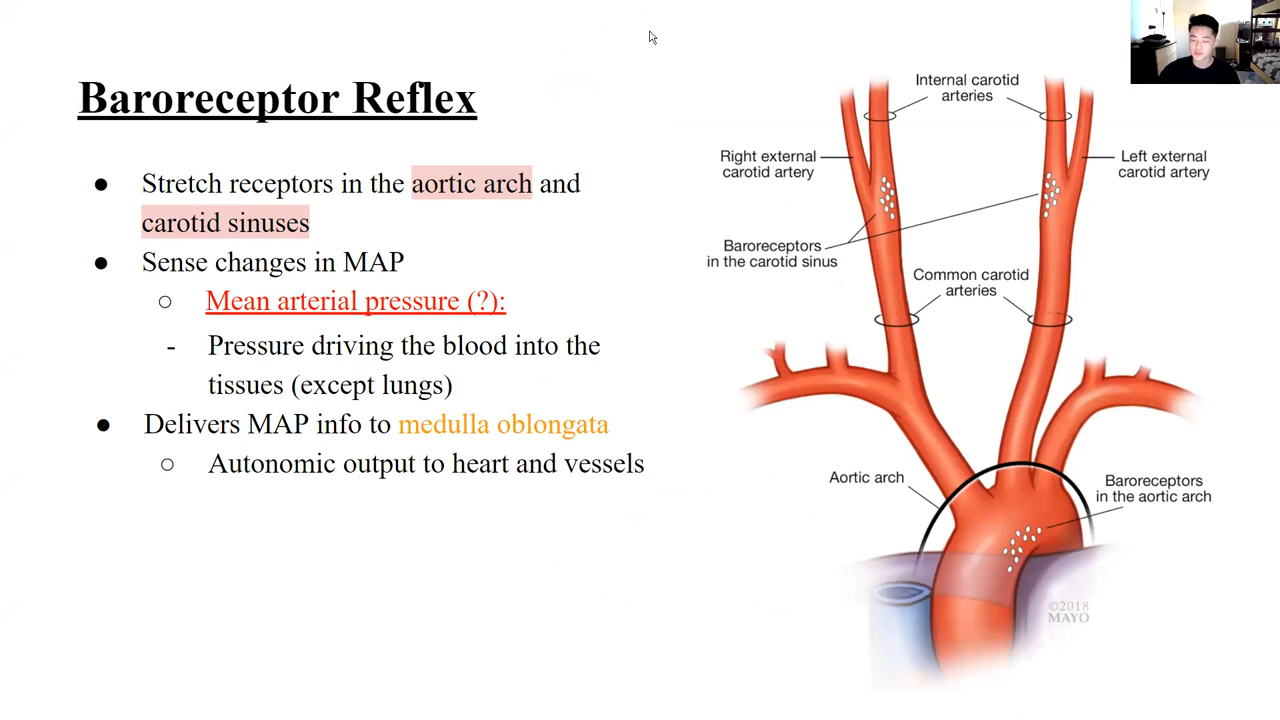 Baroreceptor Reflex
● Stretch receptors in the aortic arch and
carotid sinuses
● Sense changes in MAP
○ Mean arterial pressure (?):
- Pressure driving the blood into the
tissues (except lungs)
● Delivers MAP info to medulla oblongata
○ Autonomic output to heart and vessels
Internal carotid
arteries
Right external
carotid artery
Left external
carotid artery
Baroreceptors
in the carotid sinus
Common carotid
arteries
Aortic arch
Baroreceptors
in the aortic arch
©2018
MAYO